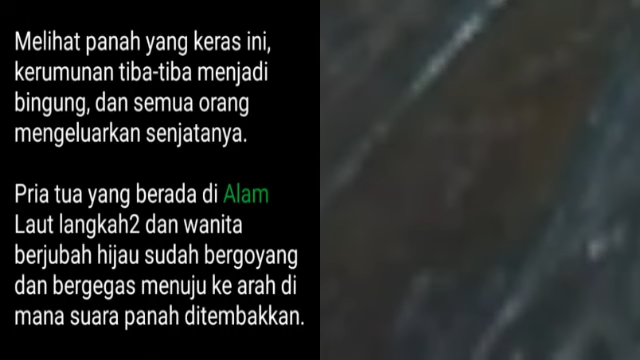 Melihat panah yang keras ini,
kerumunan tiba-tiba menjadi
bingung, dan semua orang
mengeluarkan senjatanya.
Pria tua yang berada di Alam
Laut langkah2 dan wanita
berjubah hijau sudah bergoyang
dan bergegas menuju ke arah di
mana suara panah ditembakkan.